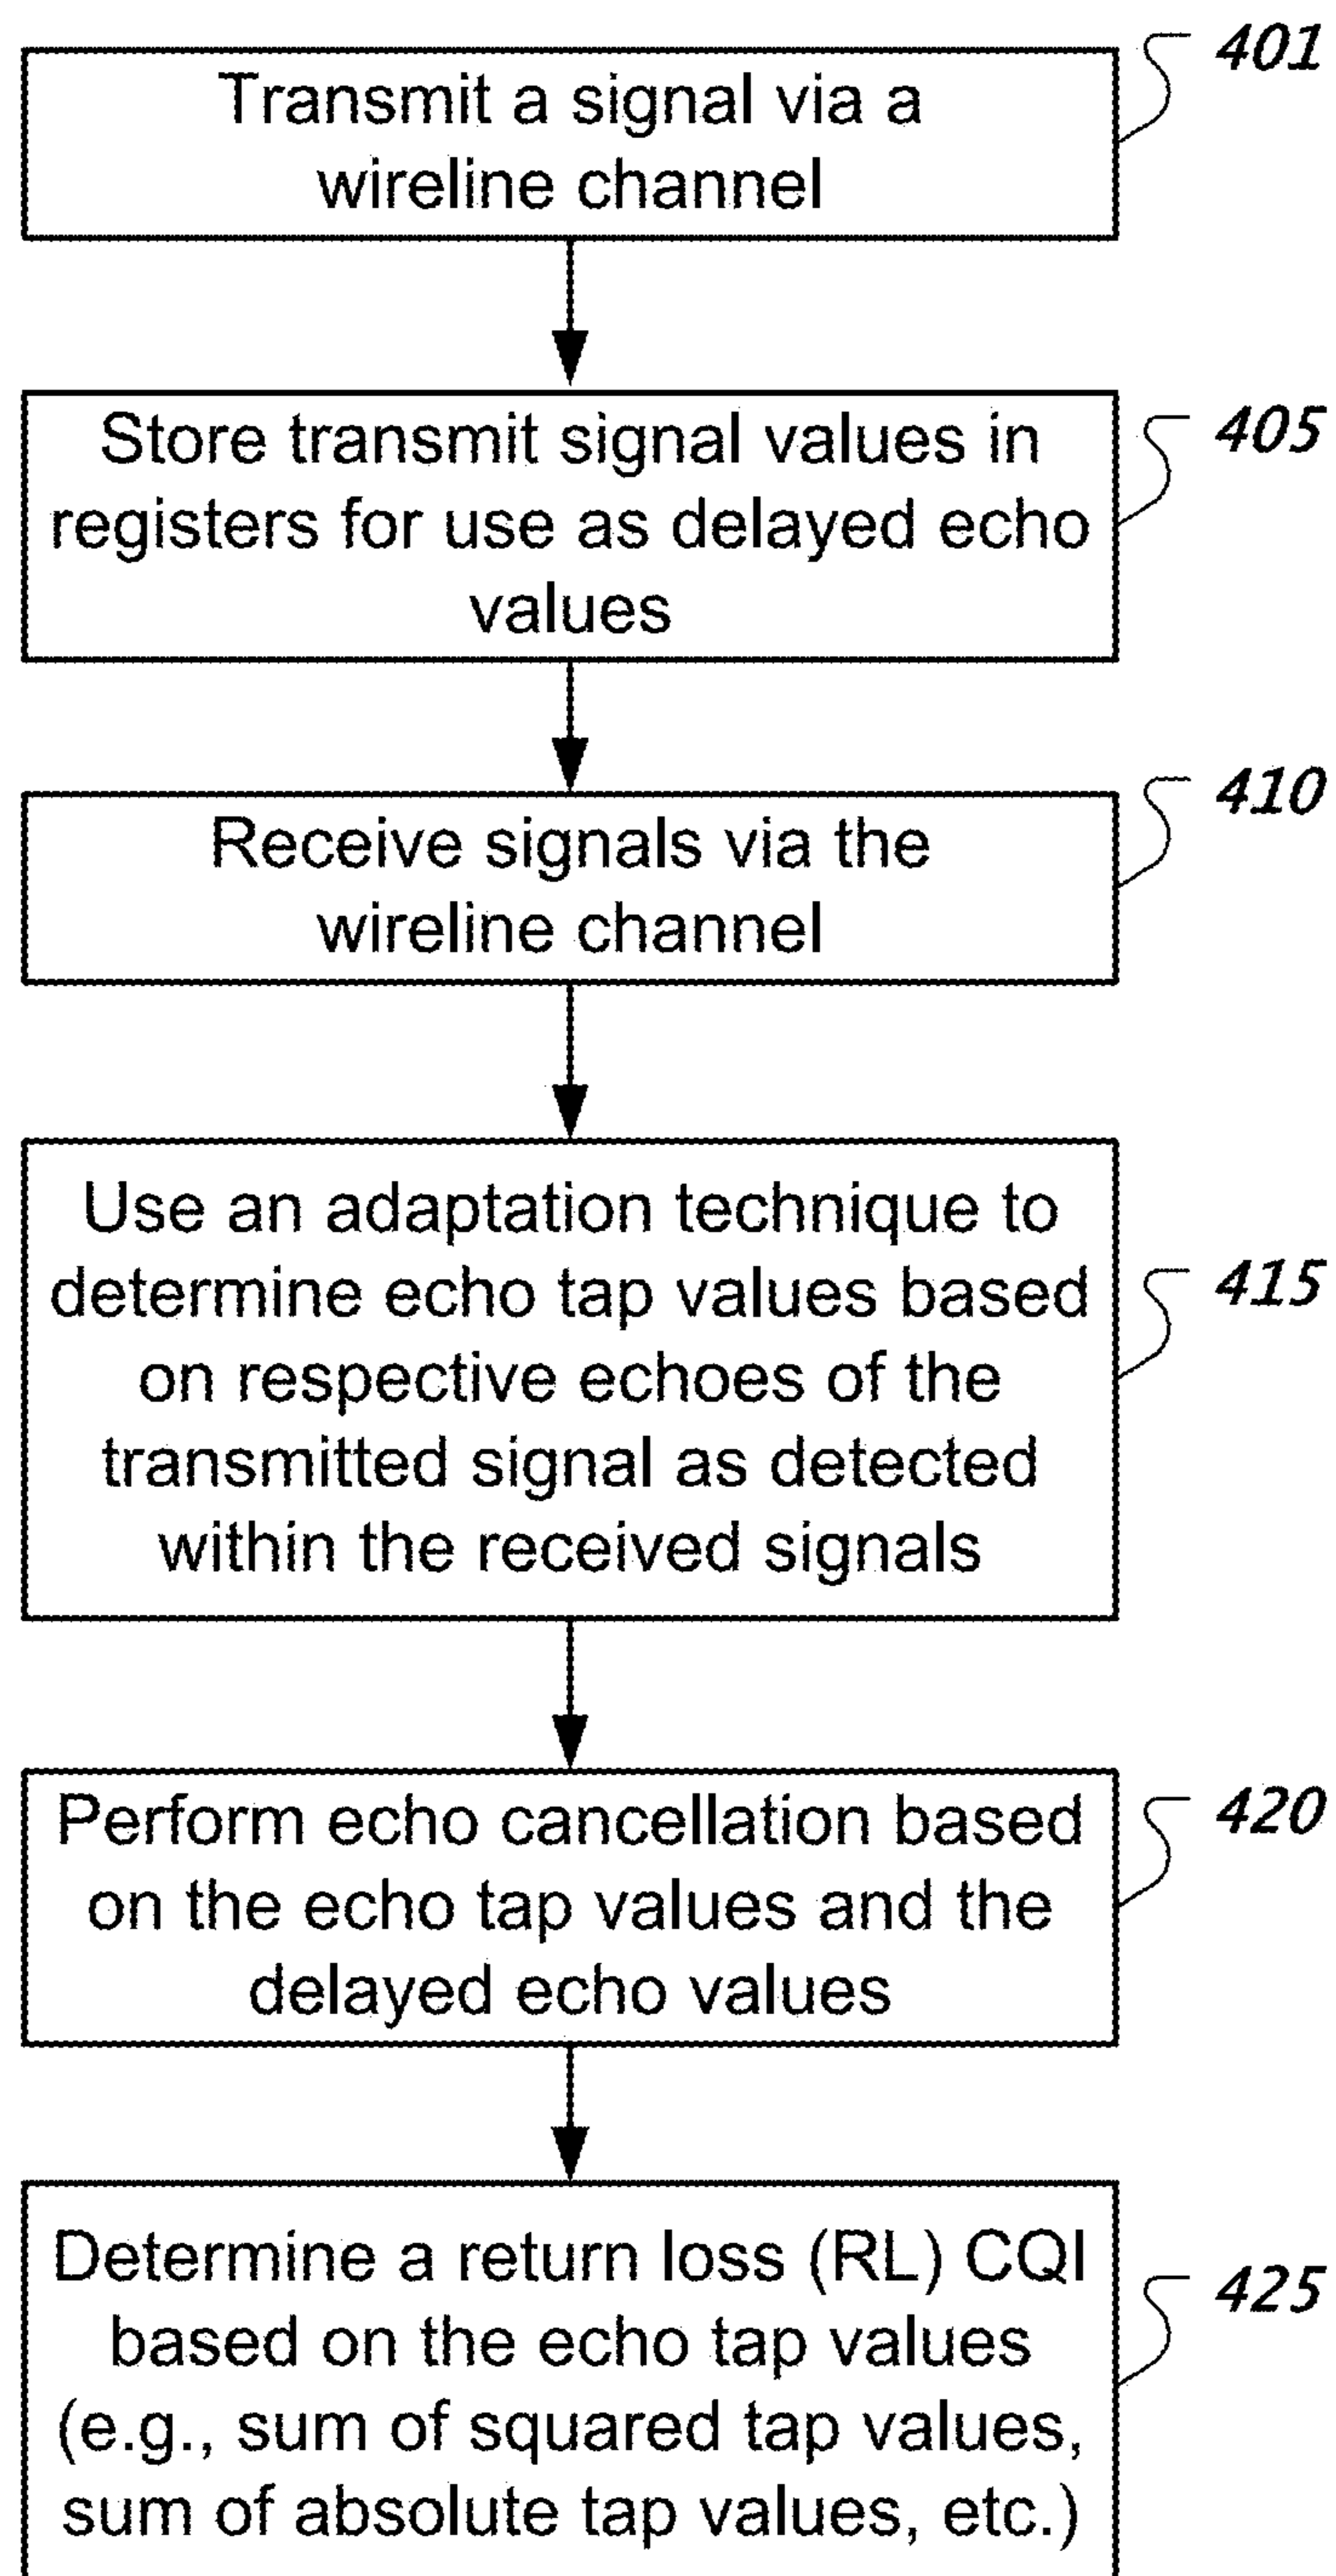 401
Transmit a signal via a
wireline channel
405
Store transmit signal values in
registers for use as delayed echo
values
410
Receive signals via the
wireline channel
415
Use an adaptation technique to
determine echo tap values based
on respective echoes of the
transmitted signal as detected
within the received signals
420
Perform echo cancellation based
on the echo tap values and the
delayed echo values
425
Determine a return loss (RL) CQI
based on the echo tap values
(e.g., sum of squared tap values,
sum of absolute tap values, etc.)